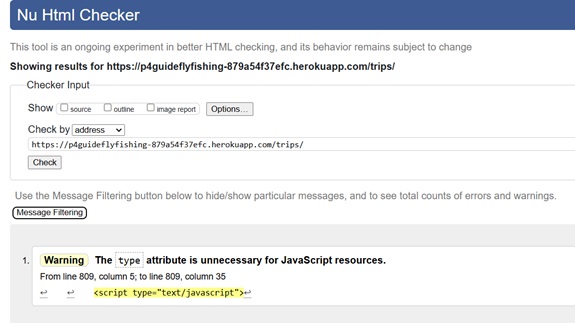 Nu Html Checker
This tool is an ongoing experiment in better HTML checking, and its behavior remains subject to change
Showing results for https://p4guideflyfishing-879a54f37efc.herokuapp.com/trips/
Checker Input
Show source outline image report Options...
Check by address
https://p4guideflyfishing-879a54f37efc.herokuapp.com/trips/
Check
Use the Message Filtering button below to hide/show particular messages, and to see total counts of errors and warnings.
Message Filtering
1. Warning The type attribute is unnecessary for JavaScript resources.
From line 809, column 5; to line 809, column 35
↩ ↩ <script type="text/javascript">↩